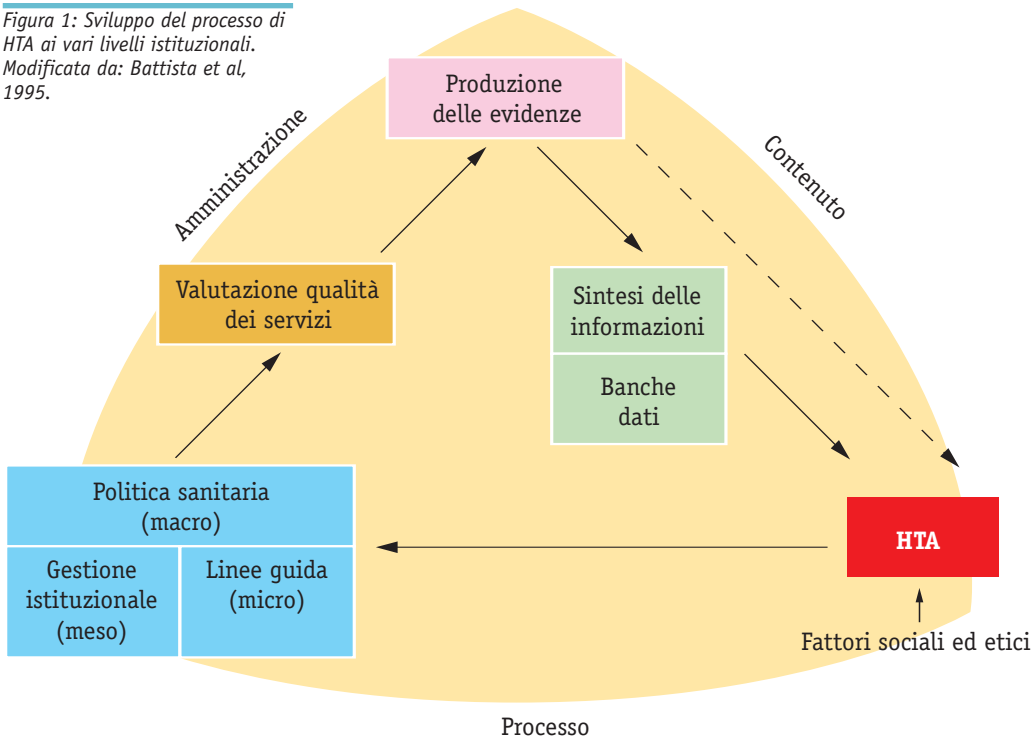 Figura 1: Sviluppo del processo di
HTA ai vari livelli istituzionali.
Modificata da: Battista et al,
1995.
Produzione
delle evidenze
Amministrazione
Contenuto
Valutazione qualità
dei servizi
Sintesi delle
informazioni
Banche
dati
Politica sanitaria
(macro)
Gestione
istituzionale
(meso)
Linee guida
(micro)
HTA
Fattori sociali ed etici
Processo